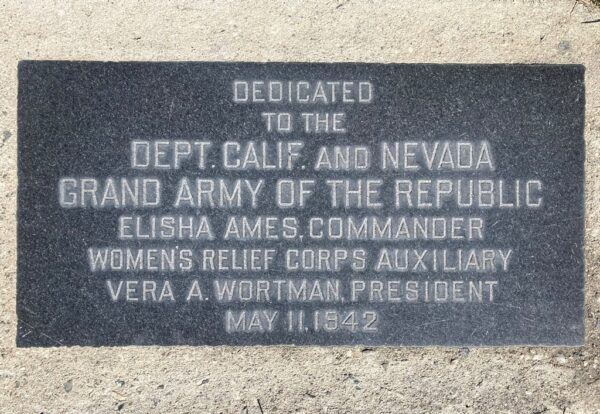 DEDICATED
TO THE
DEPT. CALIF. AND NEVADA
GRAND ARMY OF THE REPUBLIC
ELISHA AMES, COMMANDER
WOMEN'S RELIEF CORPS AUXILIARY
VERA A. WORTMAN, PRESIDENT
MAY 11, 1942